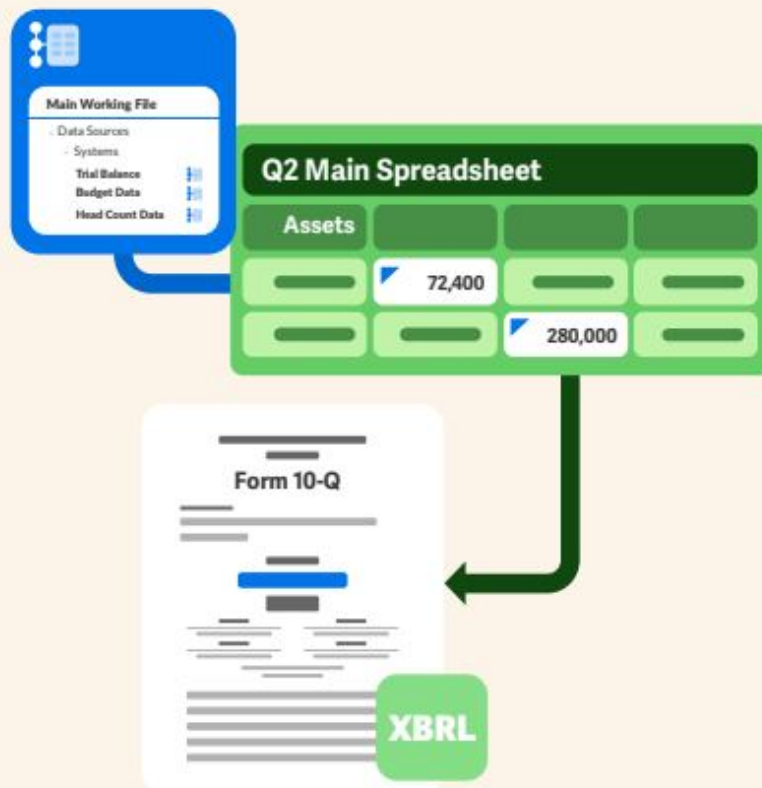 Main Working File
- Data Sources
- Systems
Trial Balance
Budget Data
Head Count Data
Q2 Main Spreadsheet
Assets
72,400
280,000
Form 10-Q
XBRL